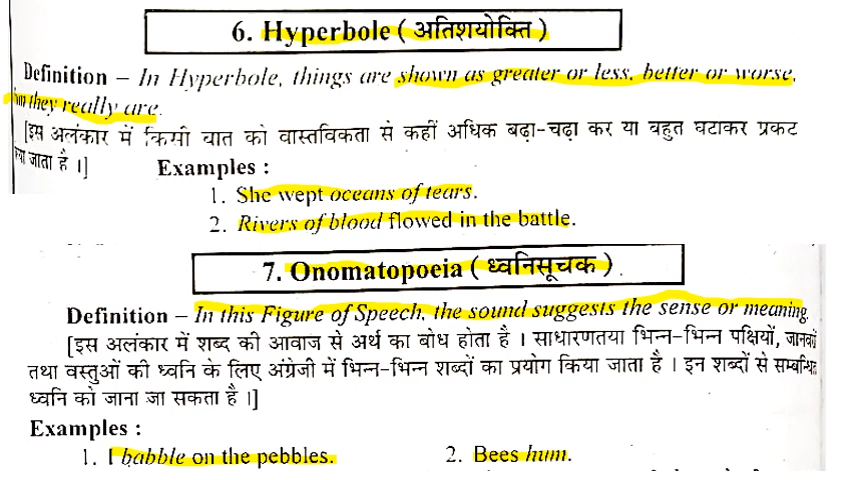 6. Hyperbole ( अतिशयोक्ति )
Definition – In Hyperbole, things are shown as greater or less, better or worse,
they really are.
[इस अलंकार में किसी बात को वास्तविकता से कहीं अधिक बढ़ा-चढ़ा कर या बहुत घटाकर प्रकट
जाता है ।]
Examples :
1. She wept oceans of tears.
2. Rivers of blood flowed in the battle.
7. Onomatopoeia ( ध्वनिसूचक )
Definition – In this Figure of Speech, the sound suggests the sense or meaning.
[इस अलंकार में शब्द की आवाज से अर्थ का बोध होता है । साधारणतया भिन्न-भिन्न पक्षियों, जानवरों
तथा वस्तुओं की ध्वनि के लिए अंग्रेजी में भिन्न-भिन्न शब्दों का प्रयोग किया जाता है । इन शब्दों से सम्बन्धित
ध्वनि को जाना जा सकता है ।]
Examples :
1. I babble on the pebbles. 2. Bees hum.